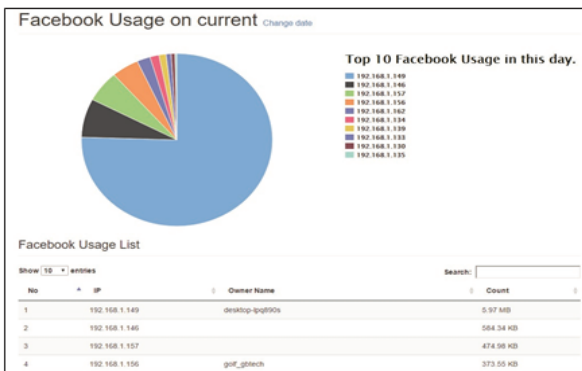 Facebook Usage on current Change date
Top 10 Facebook Usage in this day.
192.168.1.149
192.168.1.146
192.168.1.157
192.168.1.156
192.168.1.162
192.168.1.134
192.168.1.139
192.168.1.133
192.168.1.130
192.168.1.135
Facebook Usage List
Show 10 entries
Search:
No IP Owner Name Count
1 192.168.1.149 desktop-lpq890s 5.97 MB
2 192.168.1.146 584.34 KB
3 192.168.1.157 474.98 KB
4 192.168.1.156 golf_gbtech 373.55 KB